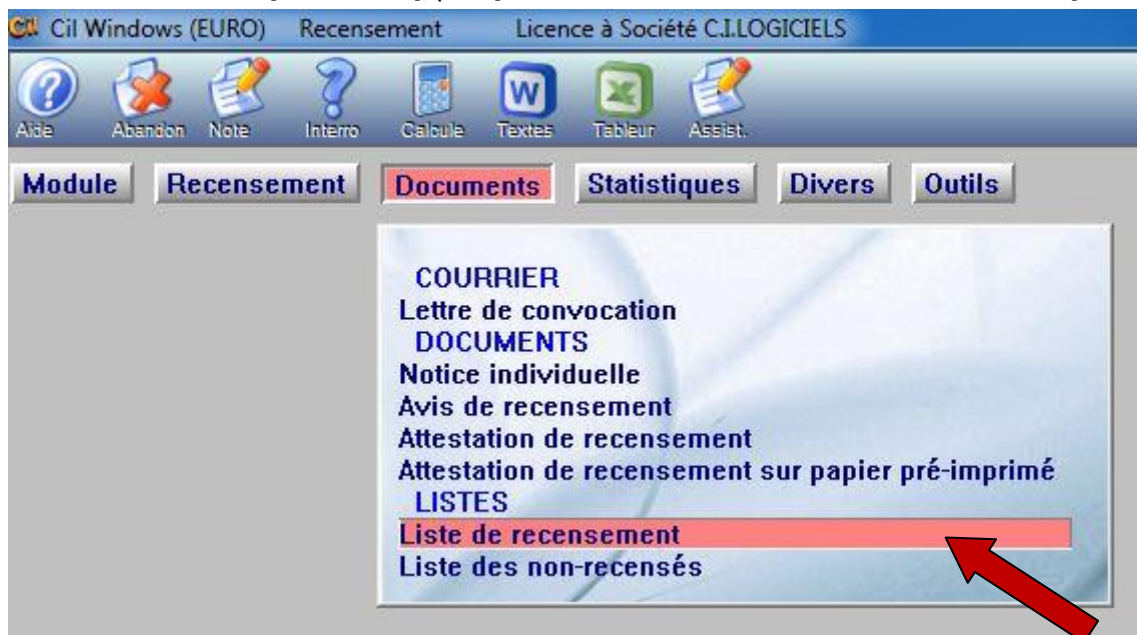 Cil Windows (EURO) Recensement Licence à Société C.I.LOGICIELS
Aide Abandon Note Interro Calcule Textes Tableur Assist.
Module Recensement Documents Statistiques Divers Outils
COURRIER
Lettre de convocation
DOCUMENTS
Notice individuelle
Avis de recensement
Attestation de recensement
Attestation de recensement sur papier pré-imprimé
LISTES
Liste de recensement
Liste des non-recensés